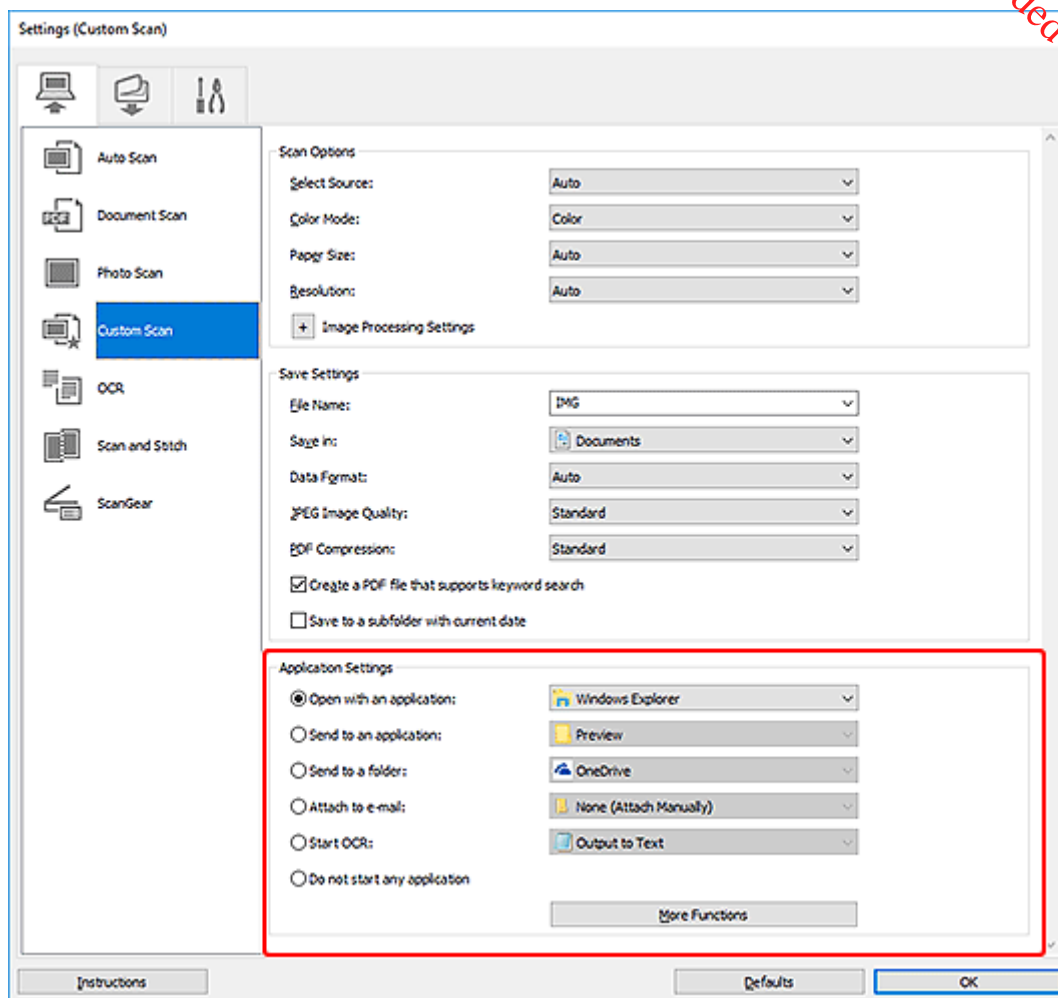 ded
Settings (Custom Scan)
Auto Scan
Document Scan
Photo Scan
Custom Scan
OCR
Scan and Stitch
ScanGear
Scan Options
Select Source: Auto
Color Mode: Color
Paper Size: Auto
Resolution: Auto
+ Image Processing Settings
Save Settings
File Name: IMG
Save in: Documents
Data Format: Auto
JPEG Image Quality: Standard
PDF Compression: Standard
Create a PDF file that supports keyword search
Save to a subfolder with current date
Application Settings
Open with an application: Windows Explorer
Send to an application: Preview
Send to a folder: OneDrive
Attach to e-mail: None (Attach Manually)
Start OCR: Output to Text
Do not start any application
More Functions
Instructions Defaults OK